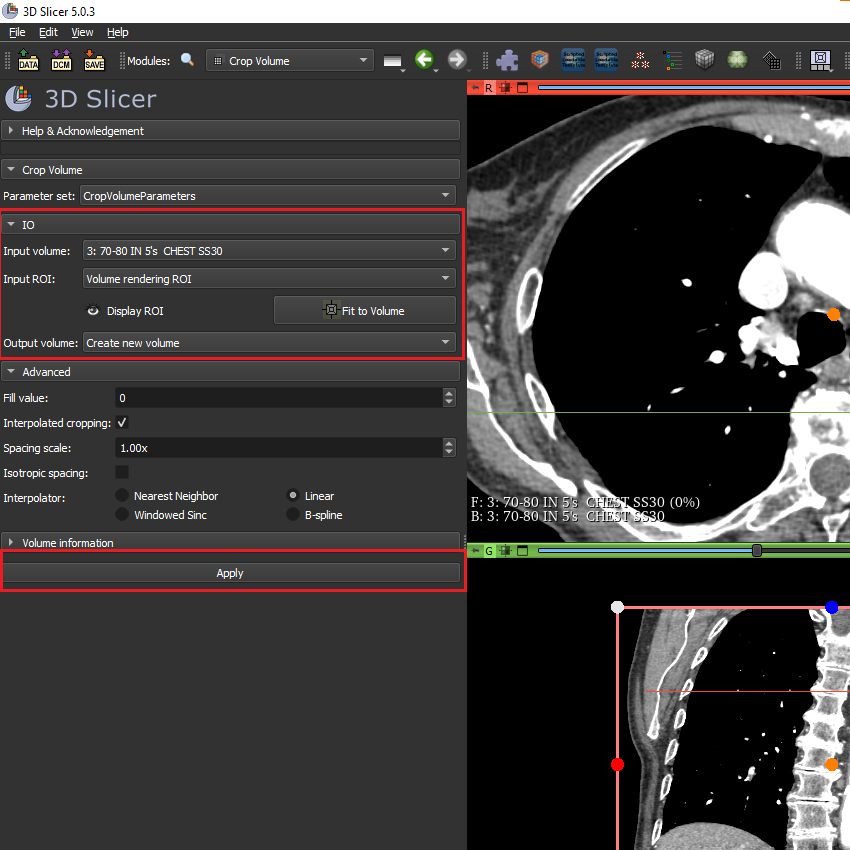 3D Slicer 5.0.3
File Edit View Help
DATA DCM SAVE Modules: Crop Volume
3D Slicer
Help & Acknowledgement
Crop Volume
Parameter set: CropVolumeParameters
IO
Input volume: 3: 70-80 IN 5's CHEST SS30
Input ROI: Volume rendering ROI
Display ROI Fit to Volume
Output volume: Create new volume
Advanced
Fill value: 0
Interpolated cropping:
Spacing scale: 1.00x
Isotropic spacing:
Interpolator: Nearest Neighbor Linear
Windowed Sinc B-spline
Volume information
Apply
R
F: 3: 70-80 IN 5's CHEST SS30 (0%)
B: 3: 70-80 IN 5's CHEST SS30
G